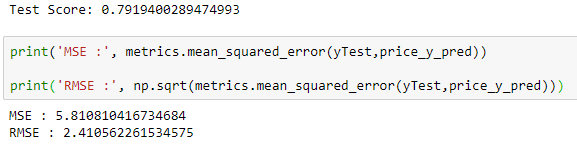 Test Score: 0.7919400289474993
print('MSE :', metrics.mean_squared_error(yTest,price_y_pred))
print('RMSE :', np.sqrt(metrics.mean_squared_error(yTest,price_y_pred)))
MSE : 5.810810416734684
RMSE : 2.410562261534575